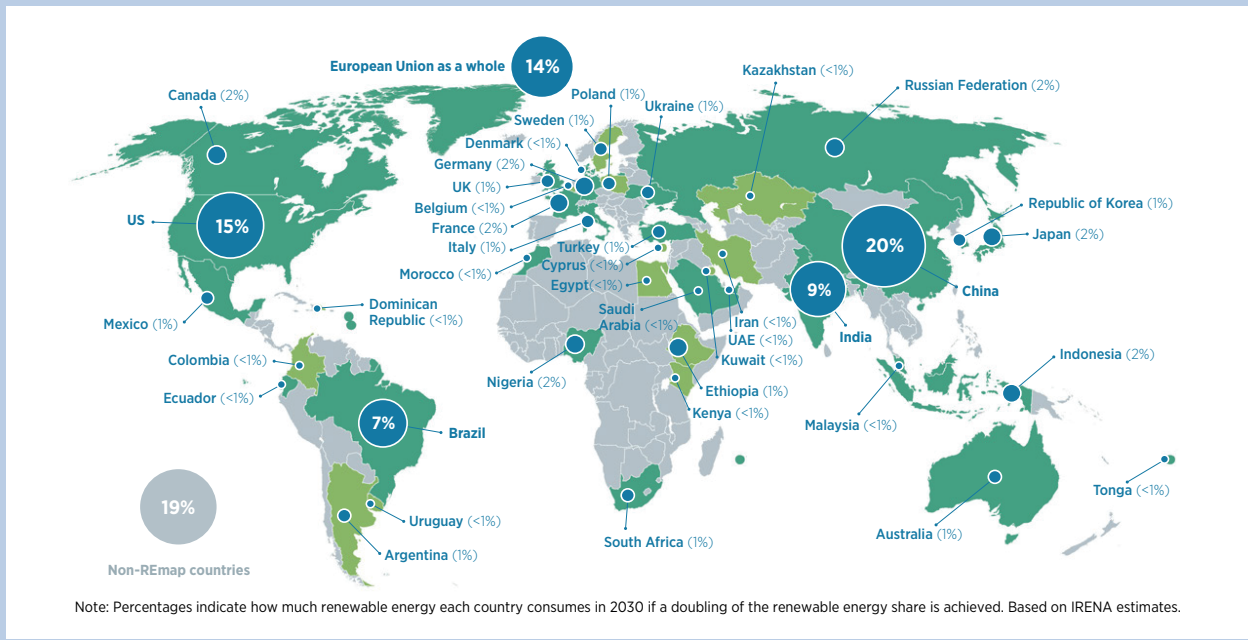 European Union as a whole 14%
Kazakhstan (<1%)
Russian Federation (2%)
Canada (2%)
Poland (1%)
Ukraine (1%)
Sweden (1%)
Denmark (<1%)
Germany (2%)
UK (1%)
Belgium (<1%)
France (2%)
Italy (1%)
Turkey (1%)
Cyprus (<1%)
Morocco (<1%)
Egypt(<1%)
US
15%
Republic of Korea (1%)
Japan (2%)
20%
China
9%
India
Saudi
Arabia (<1%)
Iran (<1%)
UAE (<1%)
Kuwait (<1%)
Mexico (1%)
Dominican
Republic (<1%)
Colombia (<1%)
Ecuador (<1%)
Nigeria (2%)
Ethiopia (1%)
Kenya (<1%)
Indonesia (2%)
Malaysia (<1%)
7%
Brazil
Tonga (<1%)
19%
Non-REmap countries
Uruguay (<1%)
Argentina (1%)
South Africa (1%)
Australia (1%)
Note: Percentages indicate how much renewable energy each country consumes in 2030 if a doubling of the renewable energy share is achieved. Based on IRENA estimates.